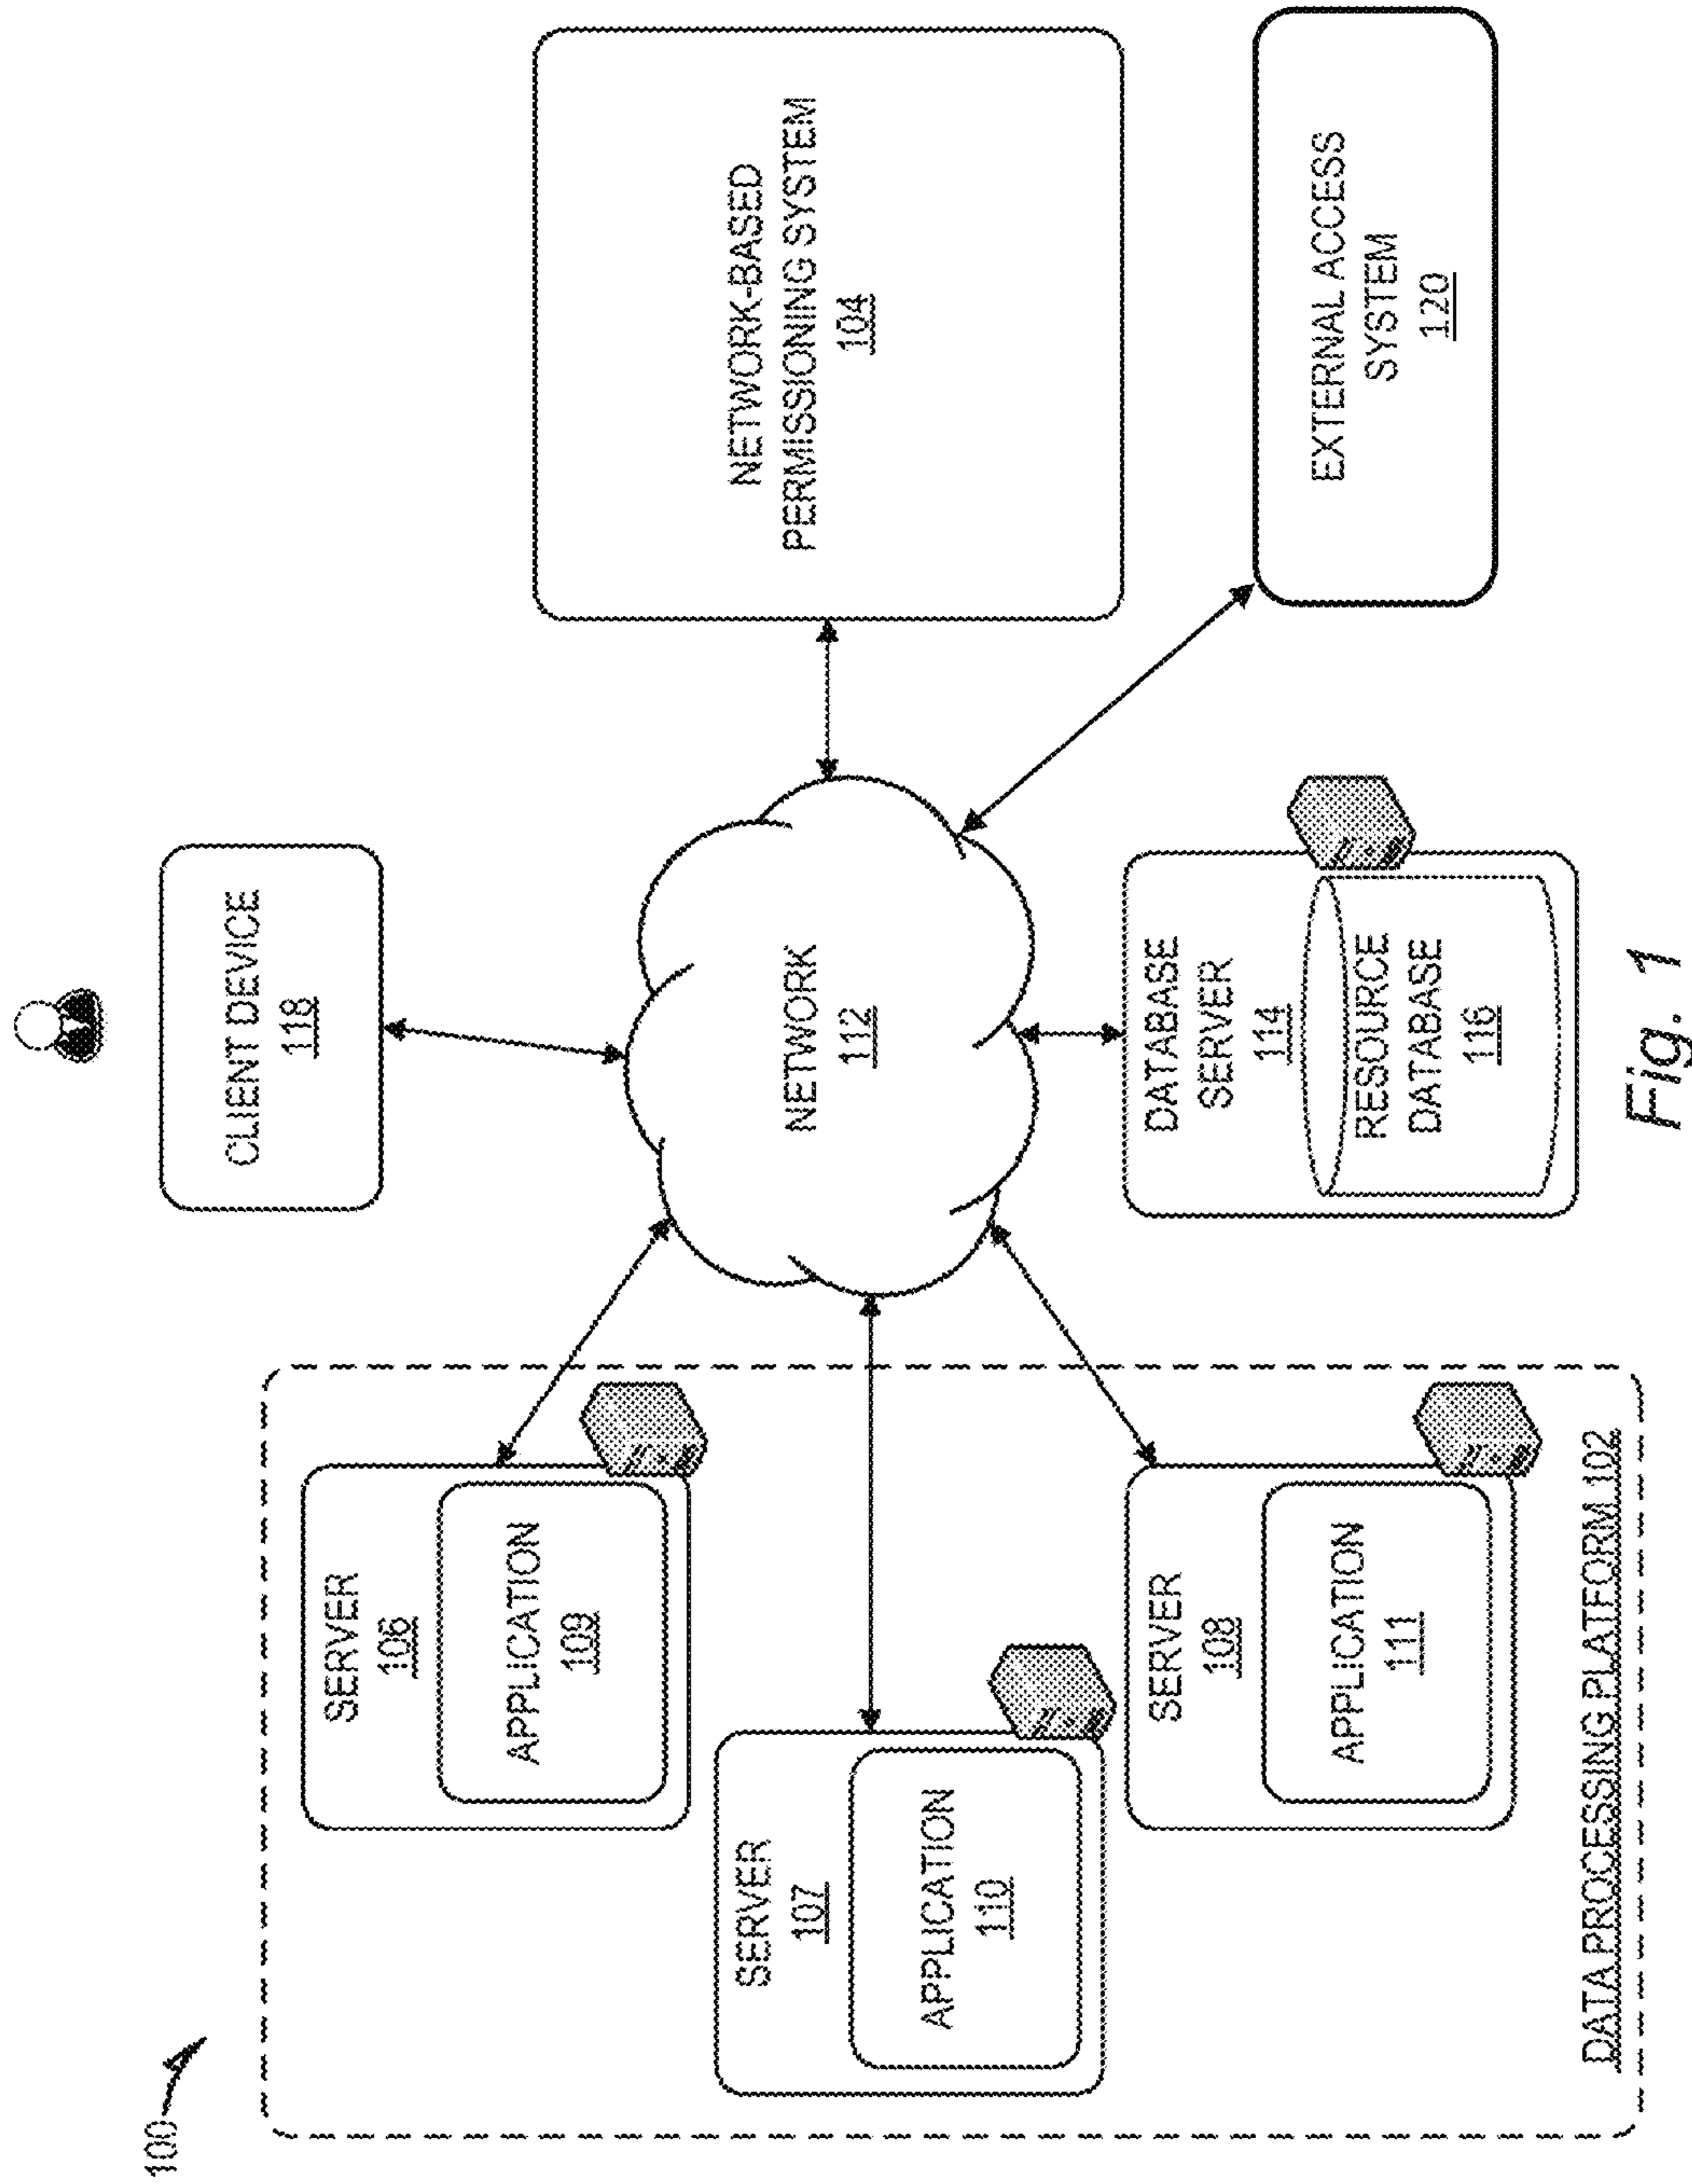 100
CLIENT DEVICE
118
SERVER
106
APPLICATION
109
SERVER
107
APPLICATION
110
SERVER
108
APPLICATION
111
DATA PROCESSING PLATFORM 102
NETWORK
112
DATABASE
SERVER
114
RESOURCE
DATABASE
116
NETWORK-BASED
PERMISSIONING SYSTEM
104
EXTERNAL ACCESS
SYSTEM
120
Fig. 1